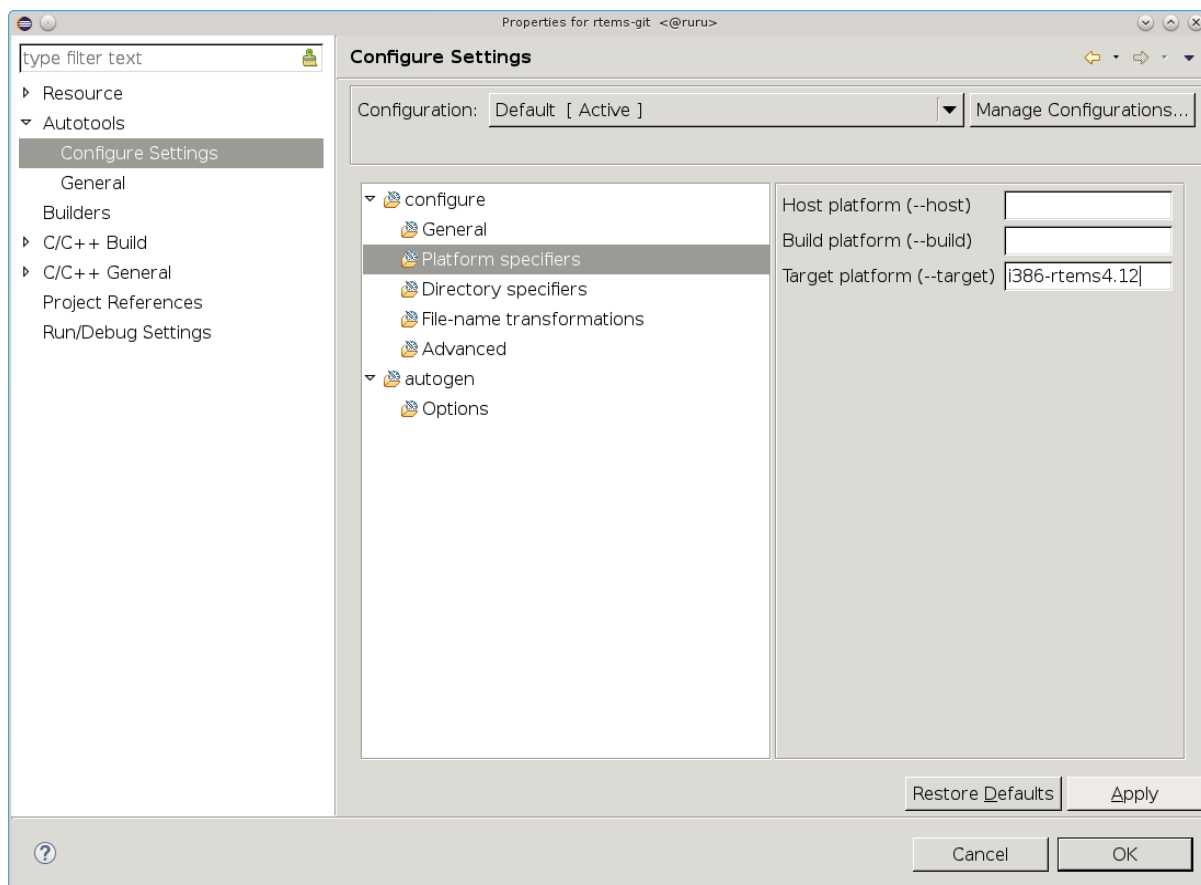 Properties for rtems-git <@ruru>
type filter text
Configure Settings
Resource
Autotools
Configure Settings
General
Builders
C/C++ Build
C/C++ General
Project References
Run/Debug Settings
Configuration: Default [ Active ] Manage Configurations...
configure
General
Platform specifiers
Directory specifiers
File-name transformations
Advanced
autogen
Options
Host platform (--host)
Build platform (--build)
Target platform (--target) i386-rtems4.12
Restore Defaults Apply
? Cancel OK